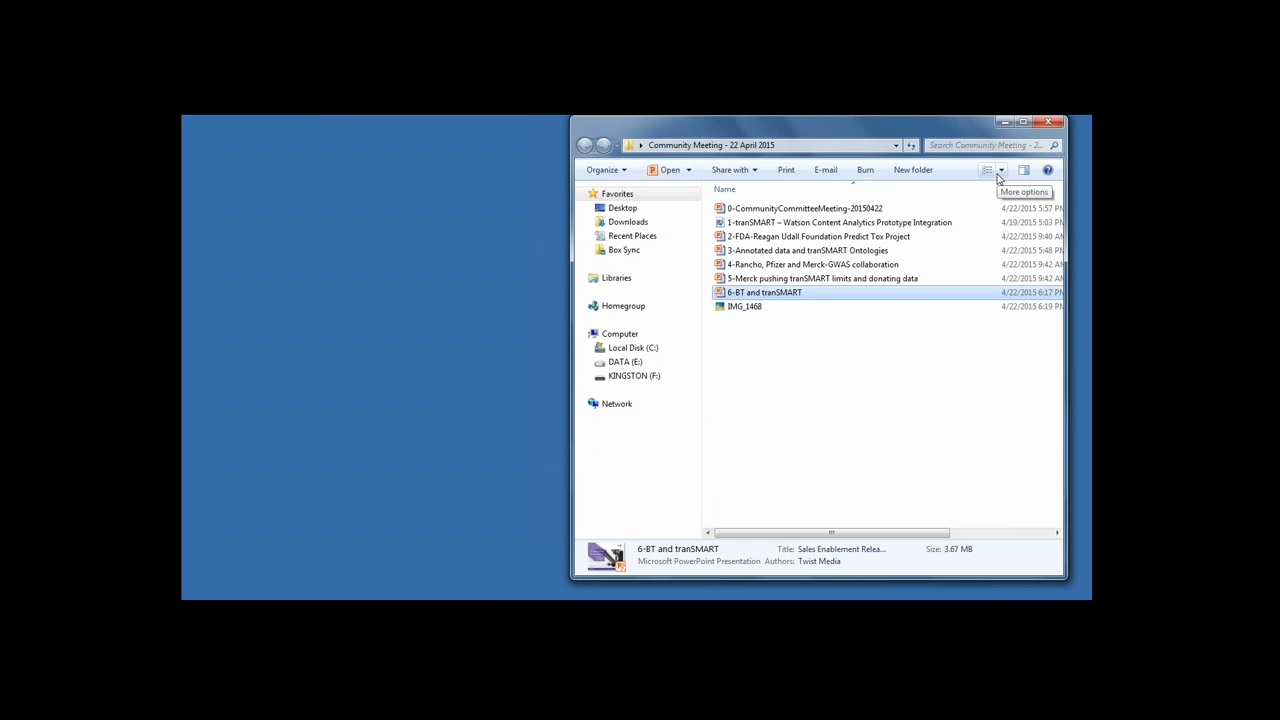 Community Meeting - 22 April 2015
Search Community Meeting - 2...
Organize
Open
Share with
Print
E-mail
Burn
New folder
More options
Favorites
Desktop
Downloads
Recent Places
Box Sync
Libraries
Homegroup
Computer
Local Disk (C:)
DATA (E:)
KINGSTON (F:)
Network
Name
0-CommunityCommitteeMeeting-20150422 4/22/2015 5:57 PM
1-tranSMART – Watson Content Analytics Prototype Integration 4/19/2015 5:03 PM
2-FDA-Reagan Udall Foundation Predict Tox Project 4/22/2015 9:40 AM
3-Annotated data and tranSMART Ontologies 4/22/2015 5:48 PM
4-Rancho, Pfizer and Merck-GWAS collaboration 4/22/2015 9:42 AM
5-Merck pushing tranSMART limits and donating data 4/22/2015 9:42 AM
6-BT and tranSMART 4/22/2015 6:17 PM
IMG_1468 4/22/2015 6:19 PM
6-BT and tranSMART Title: Sales Enablement Relea... Size: 3.67 MB
Microsoft PowerPoint Presentation Authors: Twist Media